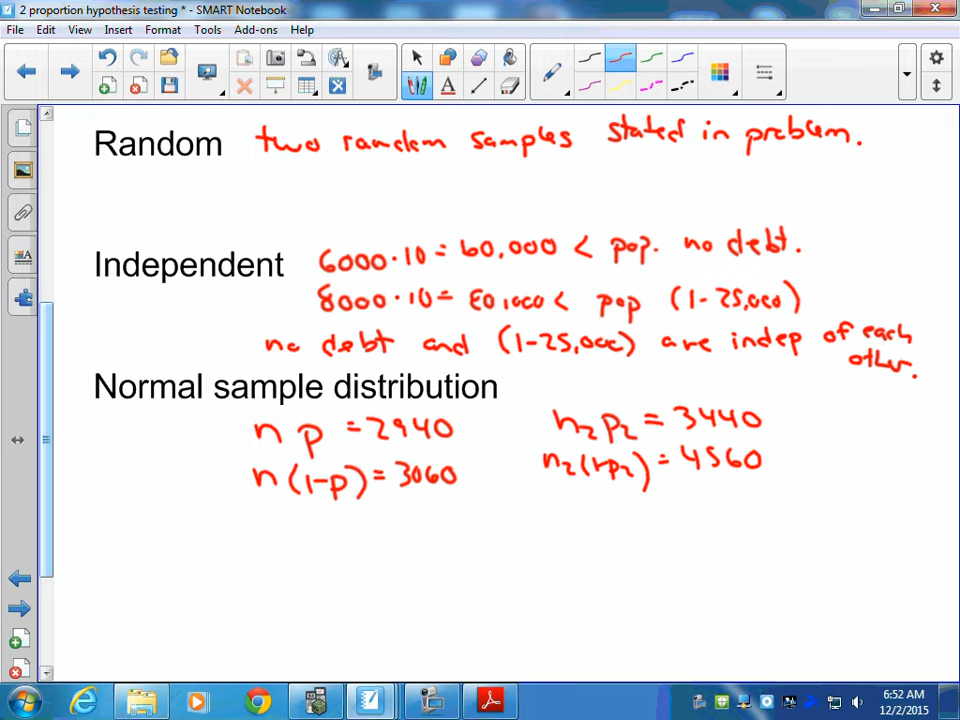 2 proportion hypothesis testing * - SMART Notebook
File Edit View Insert Format Tools Add-ons Help
Random two random samples stated in problem.
Independent 6000·10 = 60,000 < pop. no debt.
8000·10 = 80,000 < pop (1-25,000)
no debt and (1-25,000) are indep of each other.
Normal sample distribution
n p = 2940 n₂p₂ = 3440
n(1-p) = 3060 n₂(1-p₂) = 4560
6:52 AM
12/2/2015